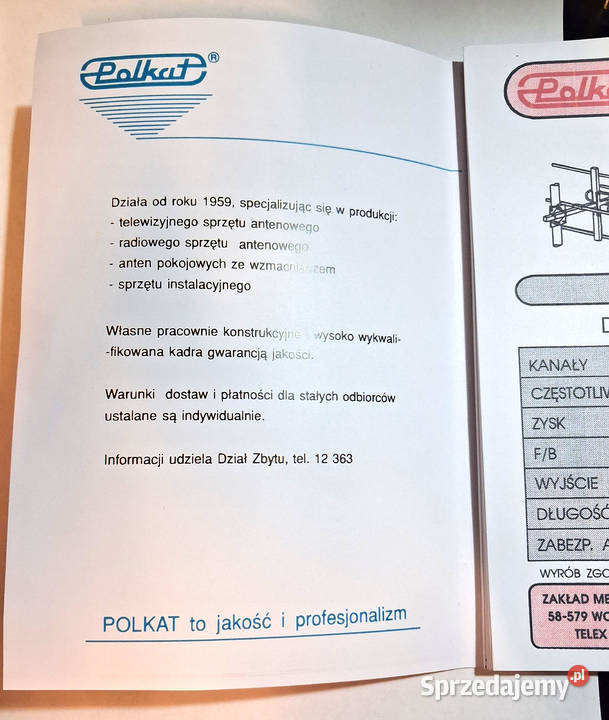 Polkat ®
Działa od roku 1959, specjalizując się w produkcji:
- telewizyjnego sprzętu antenowego
- radiowego sprzętu antenowego
- anten pokojowych ze wzmacniaczem
- sprzętu instalacyjnego
Własne pracownie konstrukcyjne i wysoko wykwali-
-fikowana kadra gwarancją jakości.
Warunki dostaw i płatności dla stałych odbiorców
ustalane są indywidualnie.
Informacji udziela Dział Zbytu, tel. 12 363
POLKAT to jakość i profesjonalizm
Polk
D
KANAŁY
CZĘSTOTLIW
ZYSK
F/B
WYJŚCIE
DŁUGOŚĆ
ZABEZP. A
WYRÓB ZGO
ZAKŁAD ME
58-579 WO
TELEX
Sprzedajemy.pl